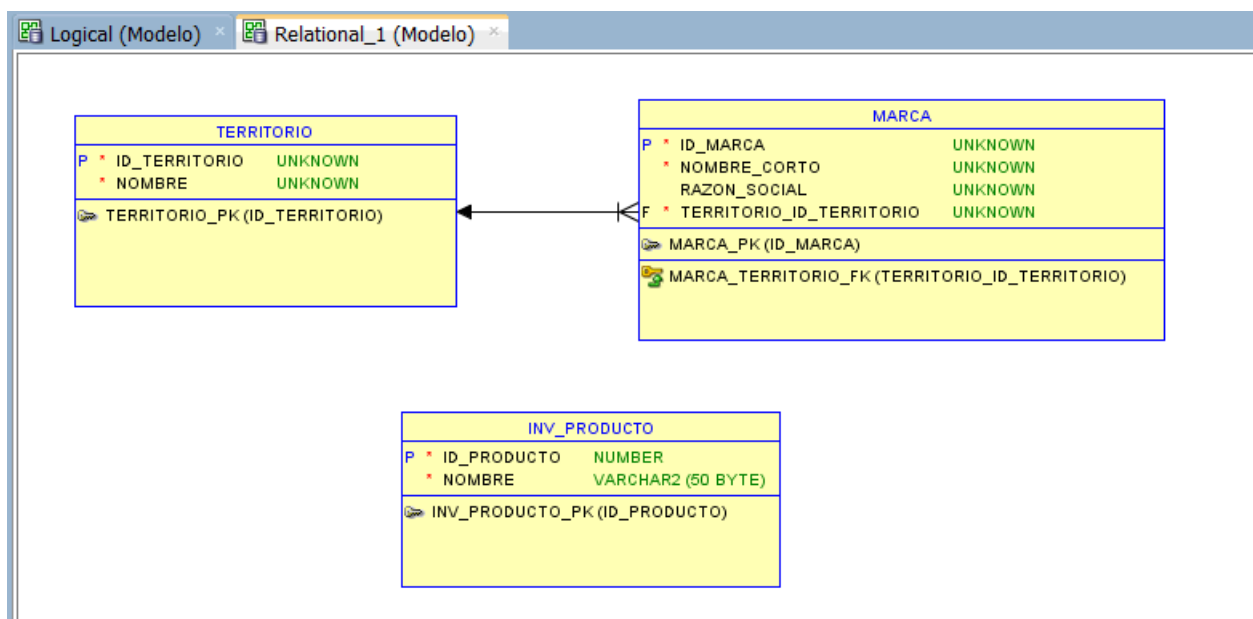 Logical (Modelo) Relational_1 (Modelo)
TERRITORIO
P * ID_TERRITORIO UNKNOWN
* NOMBRE UNKNOWN
TERRITORIO_PK (ID_TERRITORIO)
MARCA
P * ID_MARCA UNKNOWN
* NOMBRE_CORTO UNKNOWN
RAZON_SOCIAL UNKNOWN
F * TERRITORIO_ID_TERRITORIO UNKNOWN
MARCA_PK (ID_MARCA)
MARCA_TERRITORIO_FK (TERRITORIO_ID_TERRITORIO)
INV_PRODUCTO
P * ID_PRODUCTO NUMBER
* NOMBRE VARCHAR2 (50 BYTE)
INV_PRODUCTO_PK (ID_PRODUCTO)